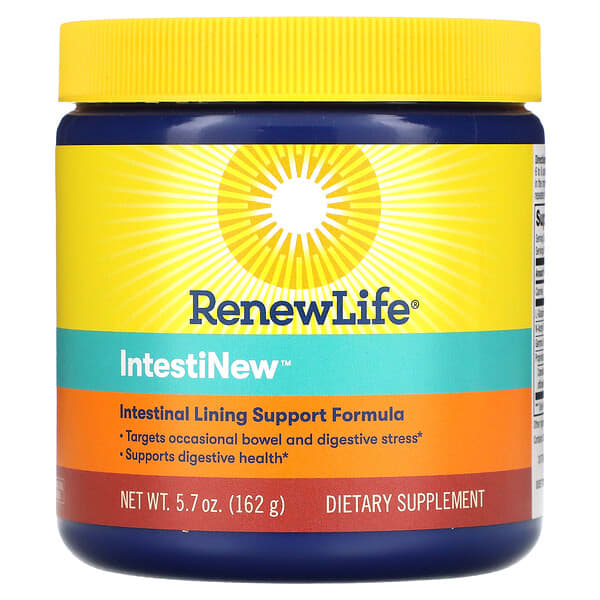 RenewLife®
IntestiNew™
Intestinal Lining Support Formula
• Targets occasional bowel and digestive stress*
• Supports digestive health*
NET WT. 5.7 oz. (162 g) DIETARY SUPPLEMENT